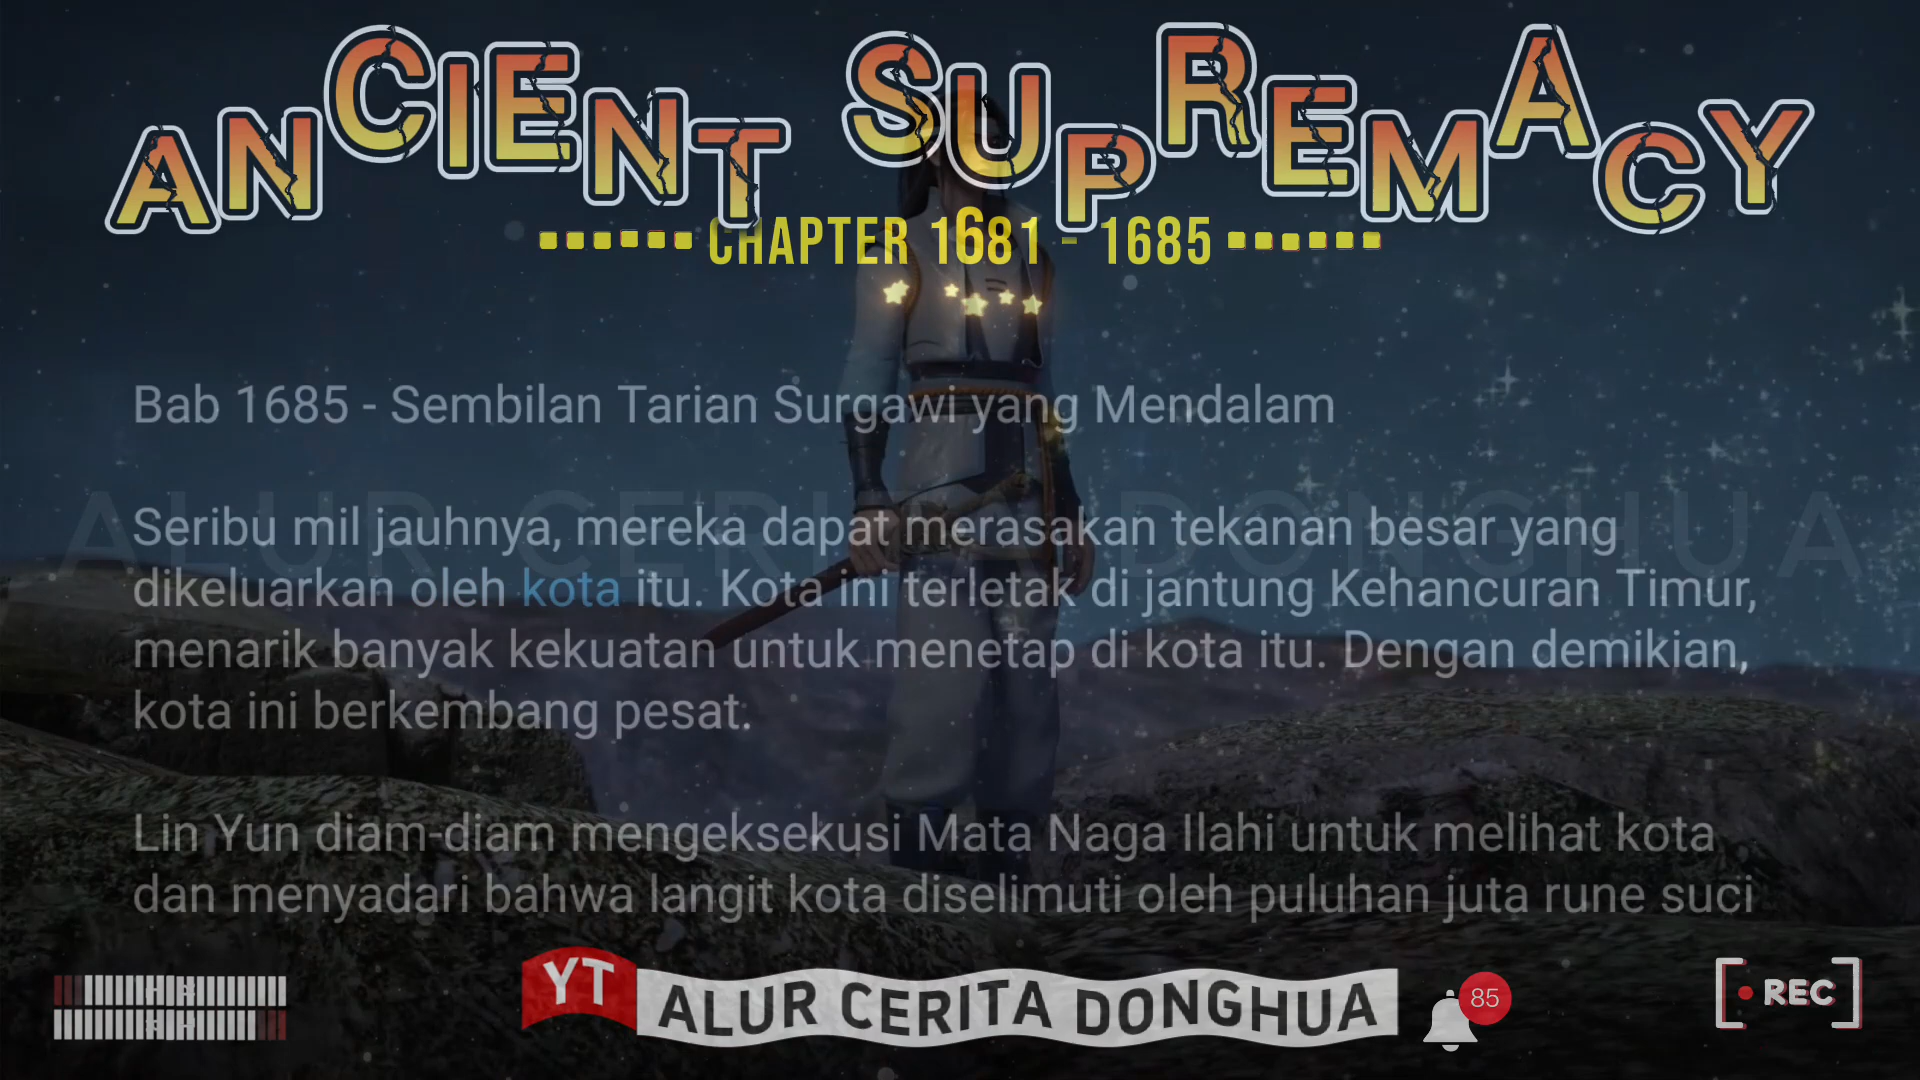 ANCIENT SUPREMACY
CHAPTER 1681 - 1685
Bab 1685 - Sembilan Tarian Surgawi yang Mendalam
ALUR CERITA DONGHUA
Seribu mil jauhnya, mereka dapat merasakan tekanan besar yang
dikeluarkan oleh kota itu. Kota ini terletak di jantung Kehancuran Timur,
menarik banyak kekuatan untuk menetap di kota itu. Dengan demikian,
kota ini berkembang pesat.
Lin Yun diam-diam mengeksekusi Mata Naga Ilahi untuk melihat kota
dan menyadari bahwa langit kota diselimuti oleh puluhan juta rune suci
YT ALUR CERITA DONGHUA
85
REC